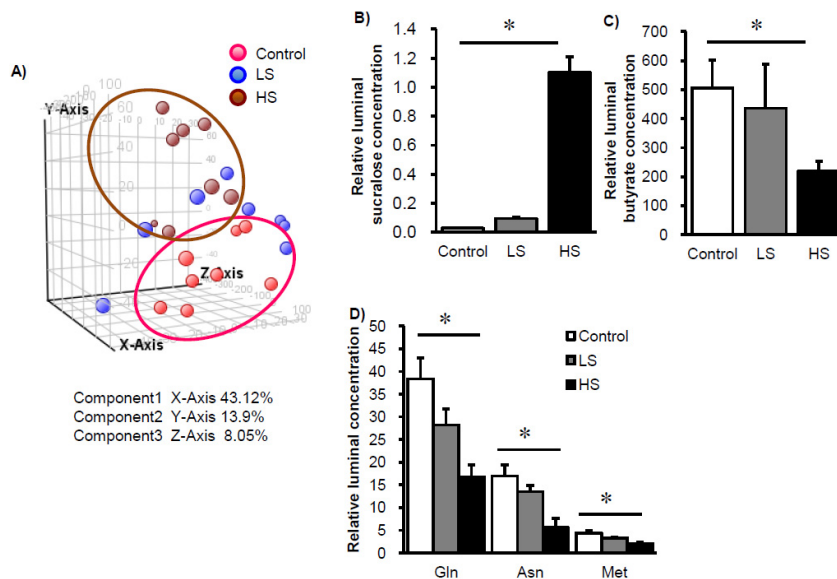 A)
Control
LS
HS
Y-Axis
Z-Axis
X-Axis
Component1 X-Axis 43.12%
Component2 Y-Axis 13.9%
Component3 Z-Axis 8.05%
B)
*
Relative luminal
sucralose concentration
1.4
1.2
1.0
0.8
0.6
0.4
0.2
0.0
Control LS HS
C)
*
Relative luminal
butyrate concentration
700
600
500
400
300
200
100
0
Control LS HS
D)
Relative luminal concentration
50
45
40
35
30
25
20
15
10
5
0
*
*
*
Control
LS
HS
Gln Asn Met